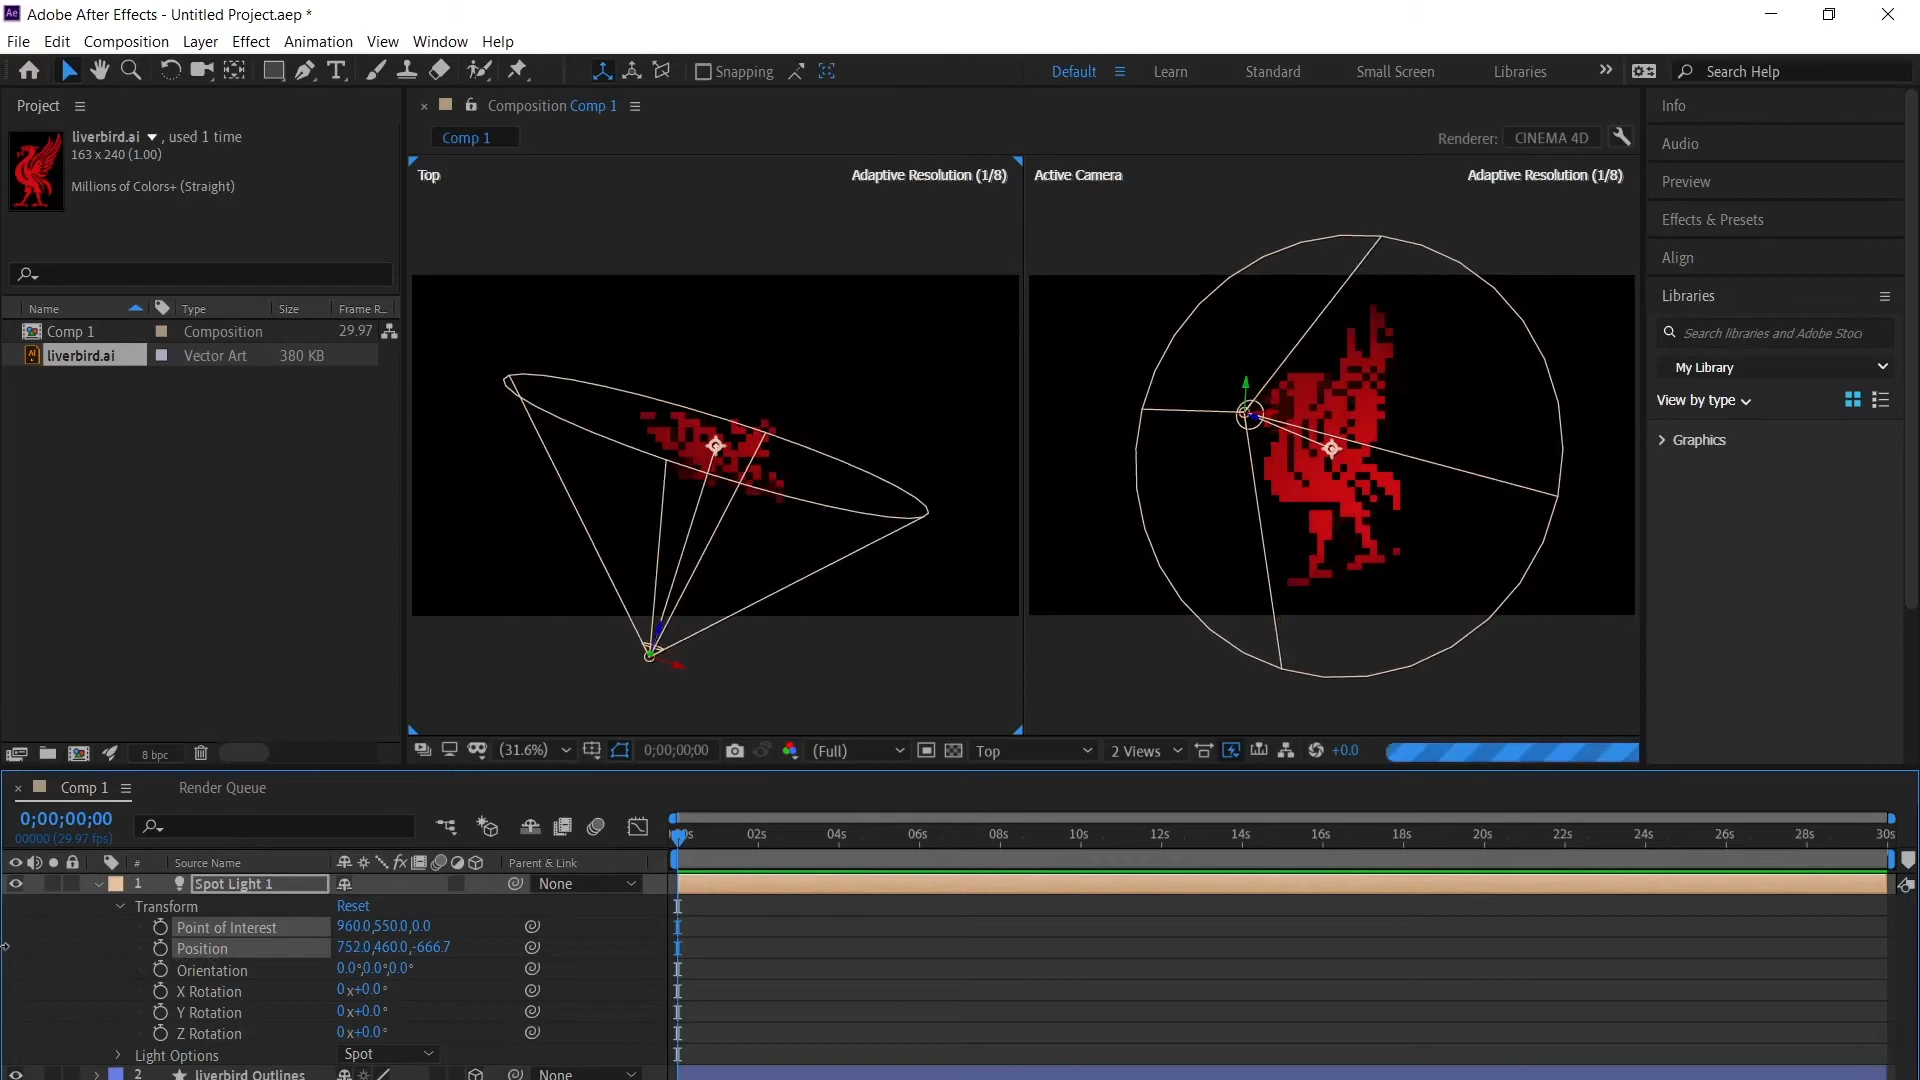 Ae Adobe After Effects - Untitled Project.aep *
File Edit Composition Layer Effect Animation View Window Help
Snapping Default Learn Standard Small Screen Libraries Search Help
Project
liverbird.ai , used 1 time
163 x 240 (1.00)
Millions of Colors+ (Straight)
Name Type Size Frame R...
Comp 1 Composition 29.97
liverbird.ai Vector Art 380 KB
8 bpc
Composition Comp 1
Comp 1
Renderer: CINEMA 4D
Top Adaptive Resolution (1/8)
Active Camera Adaptive Resolution (1/8)
(31.6%) 0;00;00;00 (Full) Top 2 Views +0.0
Info
Audio
Preview
Effects & Presets
Align
Libraries
Search libraries and Adobe Stoc
My Library
View by type
Graphics
Comp 1 Render Queue
0;00;00;00
00000 (29.97 fps)
02s 04s 06s 08s 10s 12s 14s 16s 18s 20s 22s 24s 26s 28s 30s
# Source Name fx Parent & Link
1 Spot Light 1 None
Transform Reset
Point of Interest 960.0,550.0,0.0
Position 752.0,460.0,-666.7
Orientation 0.0°,0.0°,0.0°
X Rotation 0x+0.0°
Y Rotation 0x+0.0°
Z Rotation 0x+0.0°
Light Options Spot
2 liverbird Outlines None